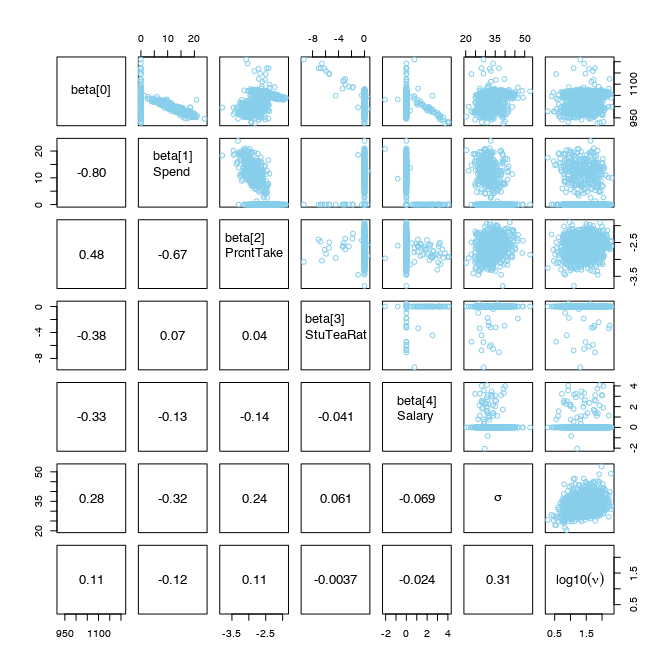 0 10 20 -8 -4 0 20 30 40 50
beta[0] 950 1100
0 10 20 -0.80 beta[1]
Spend
0.48 -0.67 beta[2]
PrcntTake -3.5 -2.5
-8 -4 0 -0.38 0.07 0.04 beta[3]
StuTeaRat
-0.33 -0.13 -0.14 -0.041 beta[4]
Salary -2 0 2 4
20 35 50 0.28 -0.32 0.24 0.061 -0.069 σ
0.11 -0.12 0.11 -0.0037 -0.024 0.31 log10(ν) 0.5 1.5
950 1100 -3.5 -2.5 -2 0 2 4 0.5 1.5